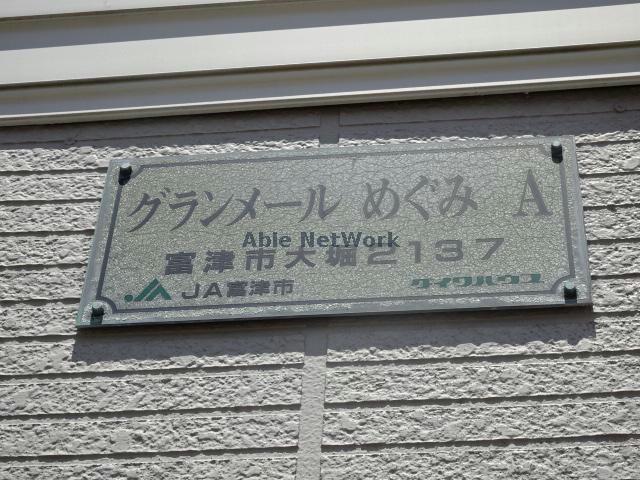 グランメール めぐみ A
Able NetWork
富津市大堀2137
JA富津市 ダイワハウス